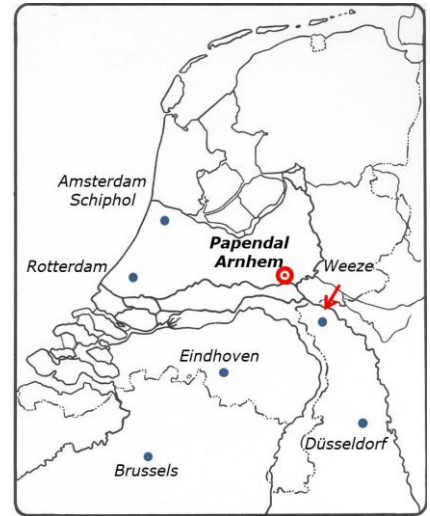 Amsterdam
Schiphol
Papendal
Arnhem
Rotterdam
Weeze
Eindhoven
Düsseldorf
Brussels